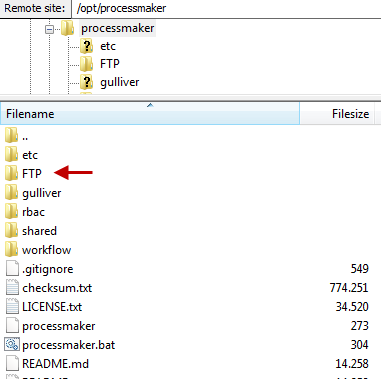 Remote site: /opt/processmaker
processmaker
etc
FTP
gulliver
Filename Filesize
..
etc
FTP
gulliver
rbac
shared
workflow
.gitignore 549
checksum.txt 774.251
LICENSE.txt 34.520
processmaker 273
processmaker.bat 304
README.md 14.258